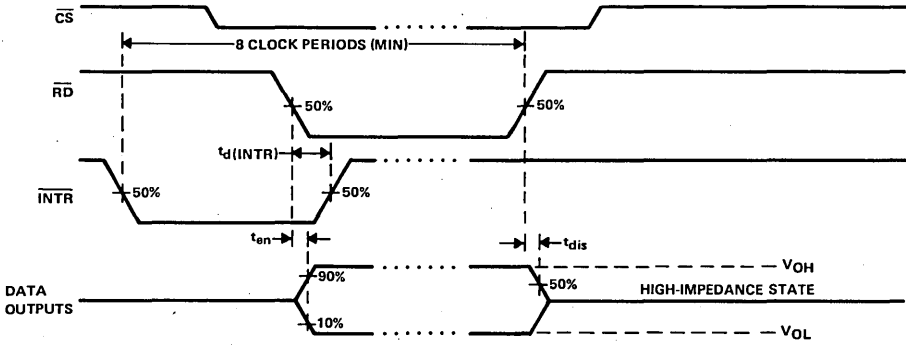 CS
8 CLOCK PERIODS (MIN)
RD
50%
50%
td(INTR)
INTR
50%
50%
ten
tdis
90%
VOH
DATA
OUTPUTS
50%
HIGH-IMPEDANCE STATE
10%
VOL